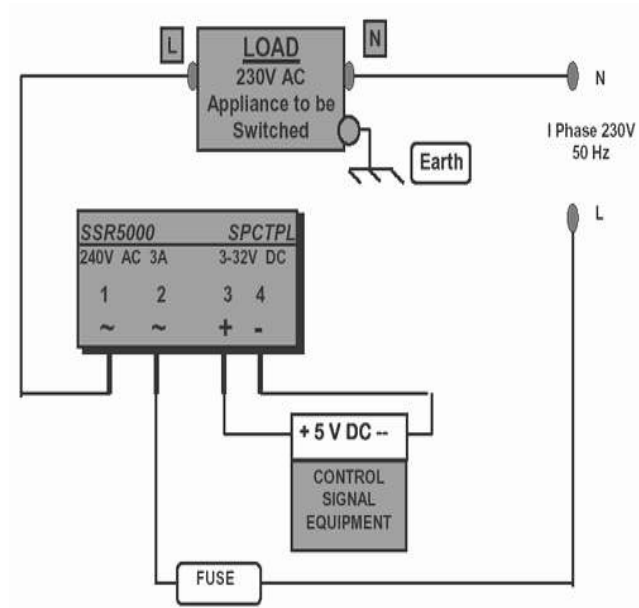 L
LOAD
N
230V AC
Appliance to be
Switched
N
I Phase 230V
50 Hz
Earth
L
SSR5000 SPCTPL
240V AC 3A 3-32V DC
1 2 3 4
~ ~ + -
+ 5 V DC --
CONTROL
SIGNAL
EQUIPMENT
FUSE